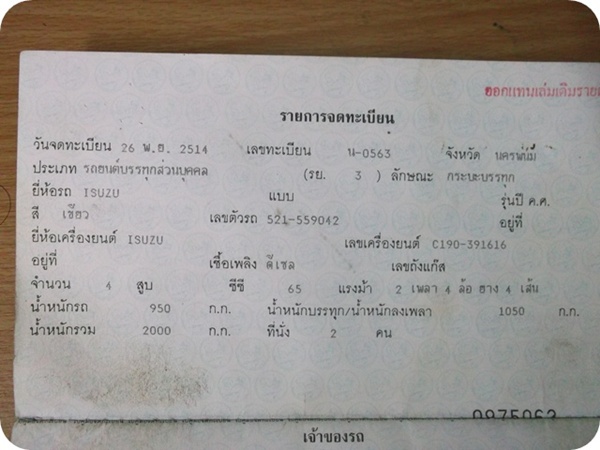 ออกแทนเล่มเดิมราย
รายการจดทะเบียน
วันจดทะเบียน 26 พ.ย. 2514 เลขทะเบียน น-0563 จังหวัด นครพนม
ประเภท รถยนต์บรรทุกส่วนบุคคล (รย. 3 ) ลักษณะ กระบะบรรทุก
ยี่ห้อรถ ISUZU แบบ รุ่นปี ค.ศ.
สี เขียว เลขตัวรถ 521-559042 อยู่ที่
ยี่ห้อเครื่องยนต์ ISUZU เลขเครื่องยนต์ C190-391616
อยู่ที่ เชื้อเพลิง ดีเซล เลขถังแก๊ส
จำนวน 4 สูบ ซีซี 65 แรงม้า 2 เพลา 4 ล้อ ยาง 4 เส้น
น้ำหนักรถ 950 ก.ก. น้ำหนักบรรทุก/น้ำหนักลงเพลา 1050 ก.ก.
น้ำหนักรวม 2000 ก.ก. ที่นั่ง 2 คน
0975063
เจ้าของรถ